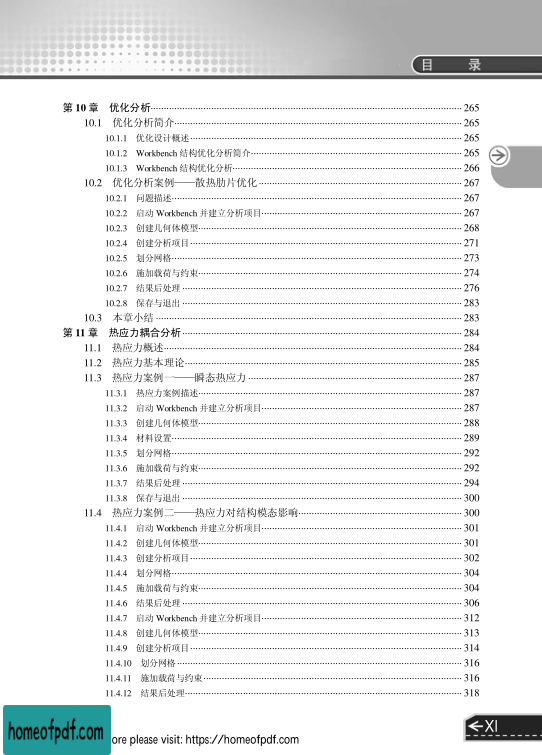 目 录
第 10 章 优化分析 265
10.1 优化分析简介 265
10.1.1 优化设计概述 265
10.1.2 Workbench 结构优化分析简介 265
10.1.3 Workbench 结构优化分析 266
10.2 优化分析案例——散热肋片优化 267
10.2.1 问题描述 267
10.2.2 启动 Workbench 并建立分析项目 267
10.2.3 创建几何体模型 268
10.2.4 创建分析项目 271
10.2.5 划分网格 273
10.2.6 施加载荷与约束 274
10.2.7 结果后处理 276
10.2.8 保存与退出 283
10.3 本章小结 283
第 11 章 热应力耦合分析 284
11.1 热应力概述 284
11.2 热应力基本理论 285
11.3 热应力案例一——瞬态热应力 287
11.3.1 热应力案例描述 287
11.3.2 启动 Workbench 并建立分析项目 287
11.3.3 创建几何体模型 288
11.3.4 材料设置 289
11.3.5 划分网格 292
11.3.6 施加载荷与约束 292
11.3.7 结果后处理 294
11.3.8 保存与退出 300
11.4 热应力案例二——热应力对结构模态影响 300
11.4.1 启动 Workbench 并建立分析项目 301
11.4.2 创建几何体模型 301
11.4.3 创建分析项目 302
11.4.4 划分网格 304
11.4.5 施加载荷与约束 304
11.4.6 结果后处理 306
11.4.7 启动 Workbench 并建立分析项目 312
11.4.8 创建几何体模型 313
11.4.9 创建分析项目 314
11.4.10 划分网格 316
11.4.11 施加载荷与约束 316
11.4.12 结果后处理 318
XI
homeofpdf.com
ore please visit: https://homeofpdf.com